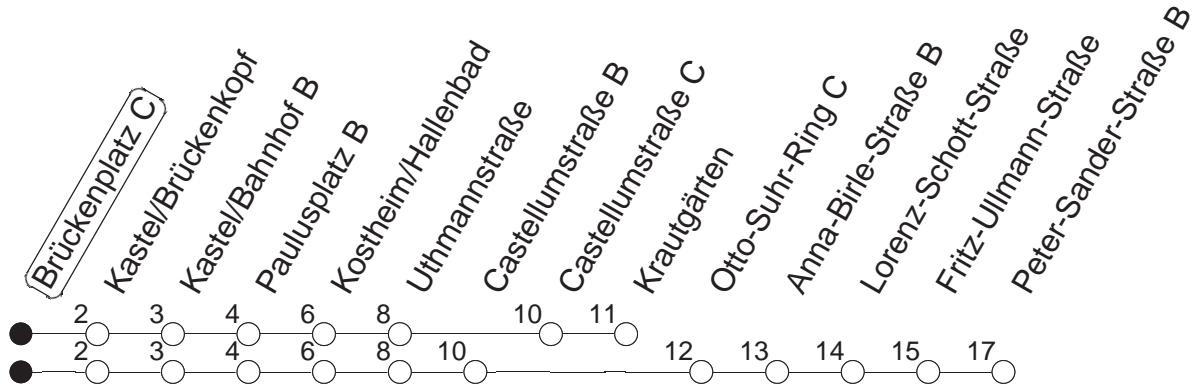 Brückenplatz C
Kastel/Brückenkopf
Kastel/Bahnhof B
Paulusplatz B
Kostheim/Hallenbad
Uthmannstraße
Castellumstraße B
Castellumstraße C
Krautgärten
Otto-Suhr-Ring C
Anna-Birle-Straße B
Lorenz-Schott-Straße
Fritz-Ullmann-Straße
Peter-Sander-Straße B
2 3 4 6 8 10 11
2 3 4 6 8 10 12 13 14 15 17